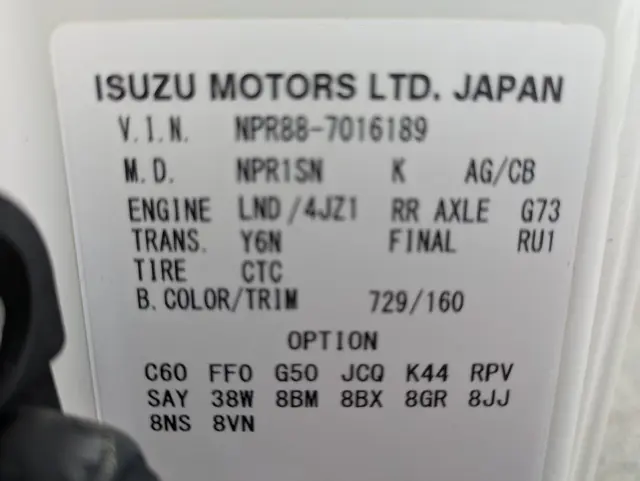 ISUZU MOTORS LTD. JAPAN
V.I.N. NPR88-7016189
M.D. NPR1SN K AG/CB
ENGINE LND/4JZ1 RR AXLE G73
TRANS. Y6N FINAL RU1
TIRE CTC
B.COLOR/TRIM 729/160
OPTION
C60 FF0 G50 JCQ K44 RPV
SAY 38W 8BM 8BX 8GR 8JJ
8NS 8VN